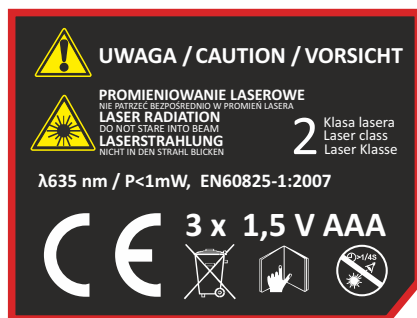 UWAGA / CAUTION / VORSICHT
PROMIENIOWANIE LASEROWE
NIE PATRZEĆ BEZPOŚREDNIO W PROMIEŃ LASERA
LASER RADIATION
DO NOT STARE INTO BEAM
LASERSTRAHLUNG
NICHT IN DEN STRAHL BLICKEN
2
Klasa lasera
Laser class
Laser Klasse
λ635 nm / P<1mW, EN60825-1:2007
CE
3 x 1,5 V AAA
>1/4S